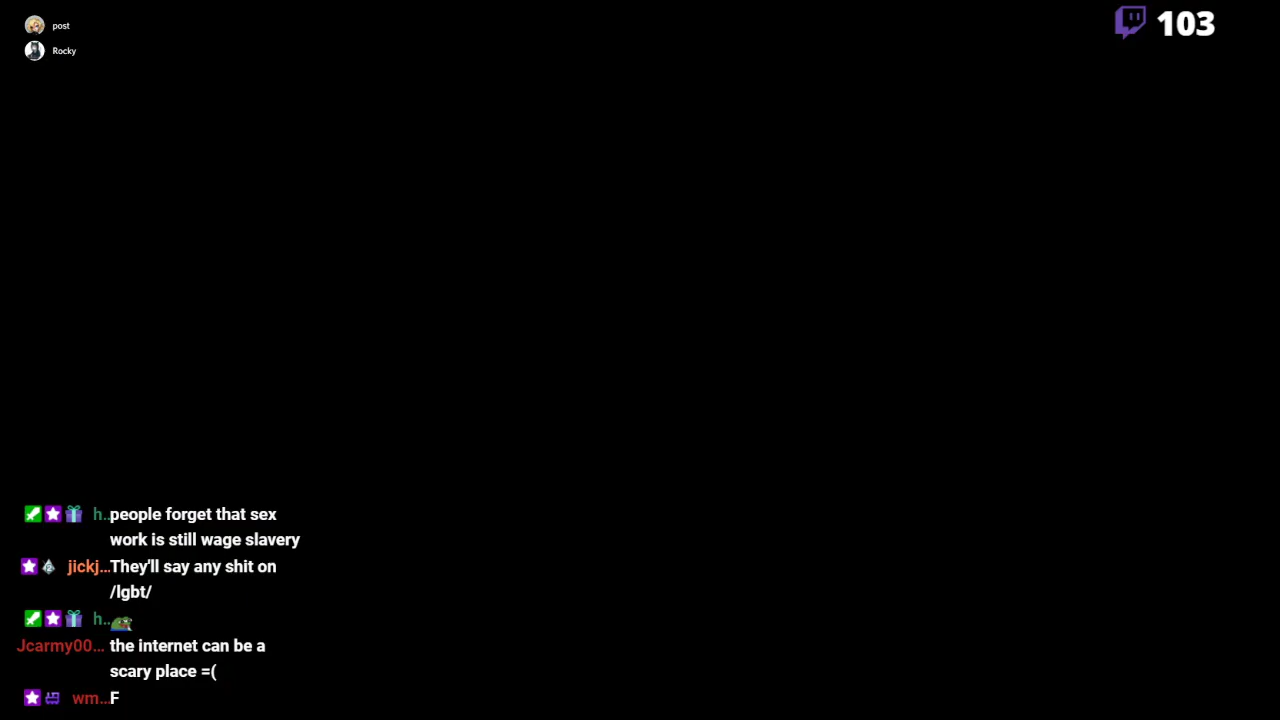 post
103
Rocky
h..people forget that sex
work is still wage slavery
jickj...They'll say any shit on
/lgbt/
h..
Jcarmy00... the internet can be a
scary place =(
wm...F